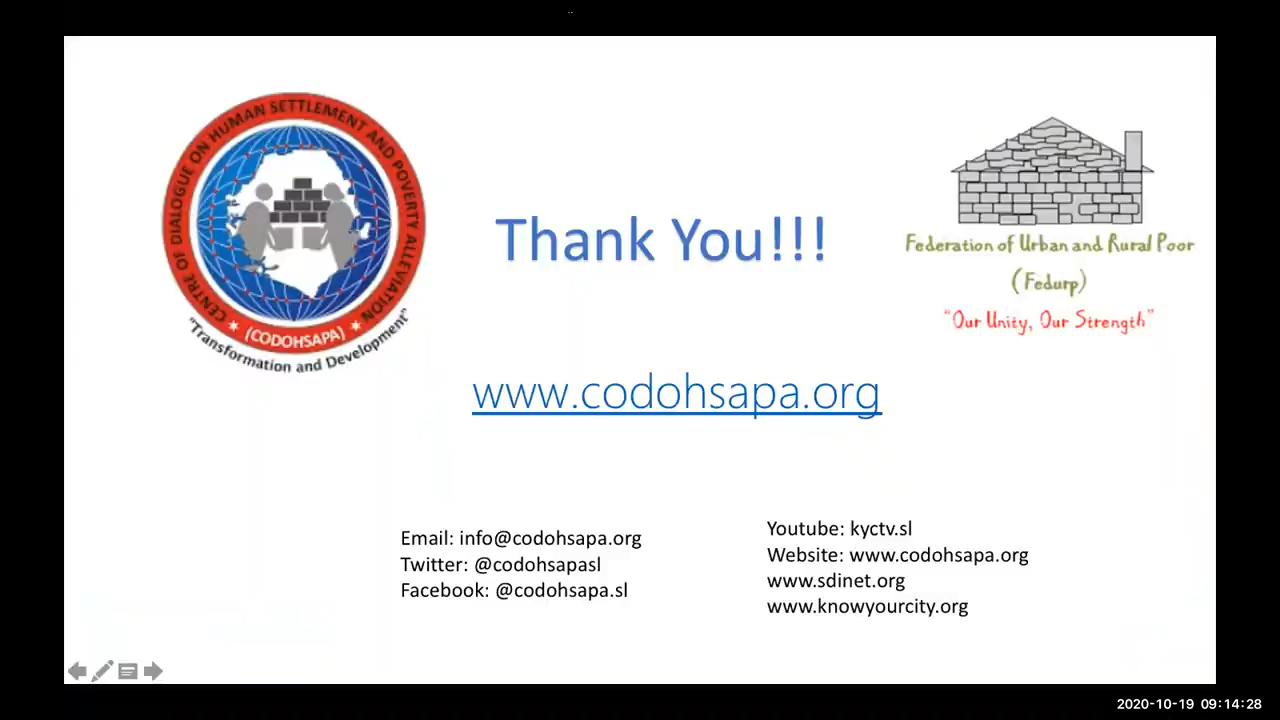 CENTRE OF DIALOGUE ON HUMAN SETTLEMENT AND POVERTY ALLEVIATION
(CODOHSAPA)
"Transformation and Development"
Thank You!!!
Federation of Urban and Rural Poor
(Fedurp)
"Our Unity, Our Strength"
www.codohsapa.org
Email: info@codohsapa.org
Twitter: @codohsapasl
Facebook: @codohsapa.sl
Youtube: kyctv.sl
Website: www.codohsapa.org
www.sdinet.org
www.knowyourcity.org
2020-10-19 09:14:28